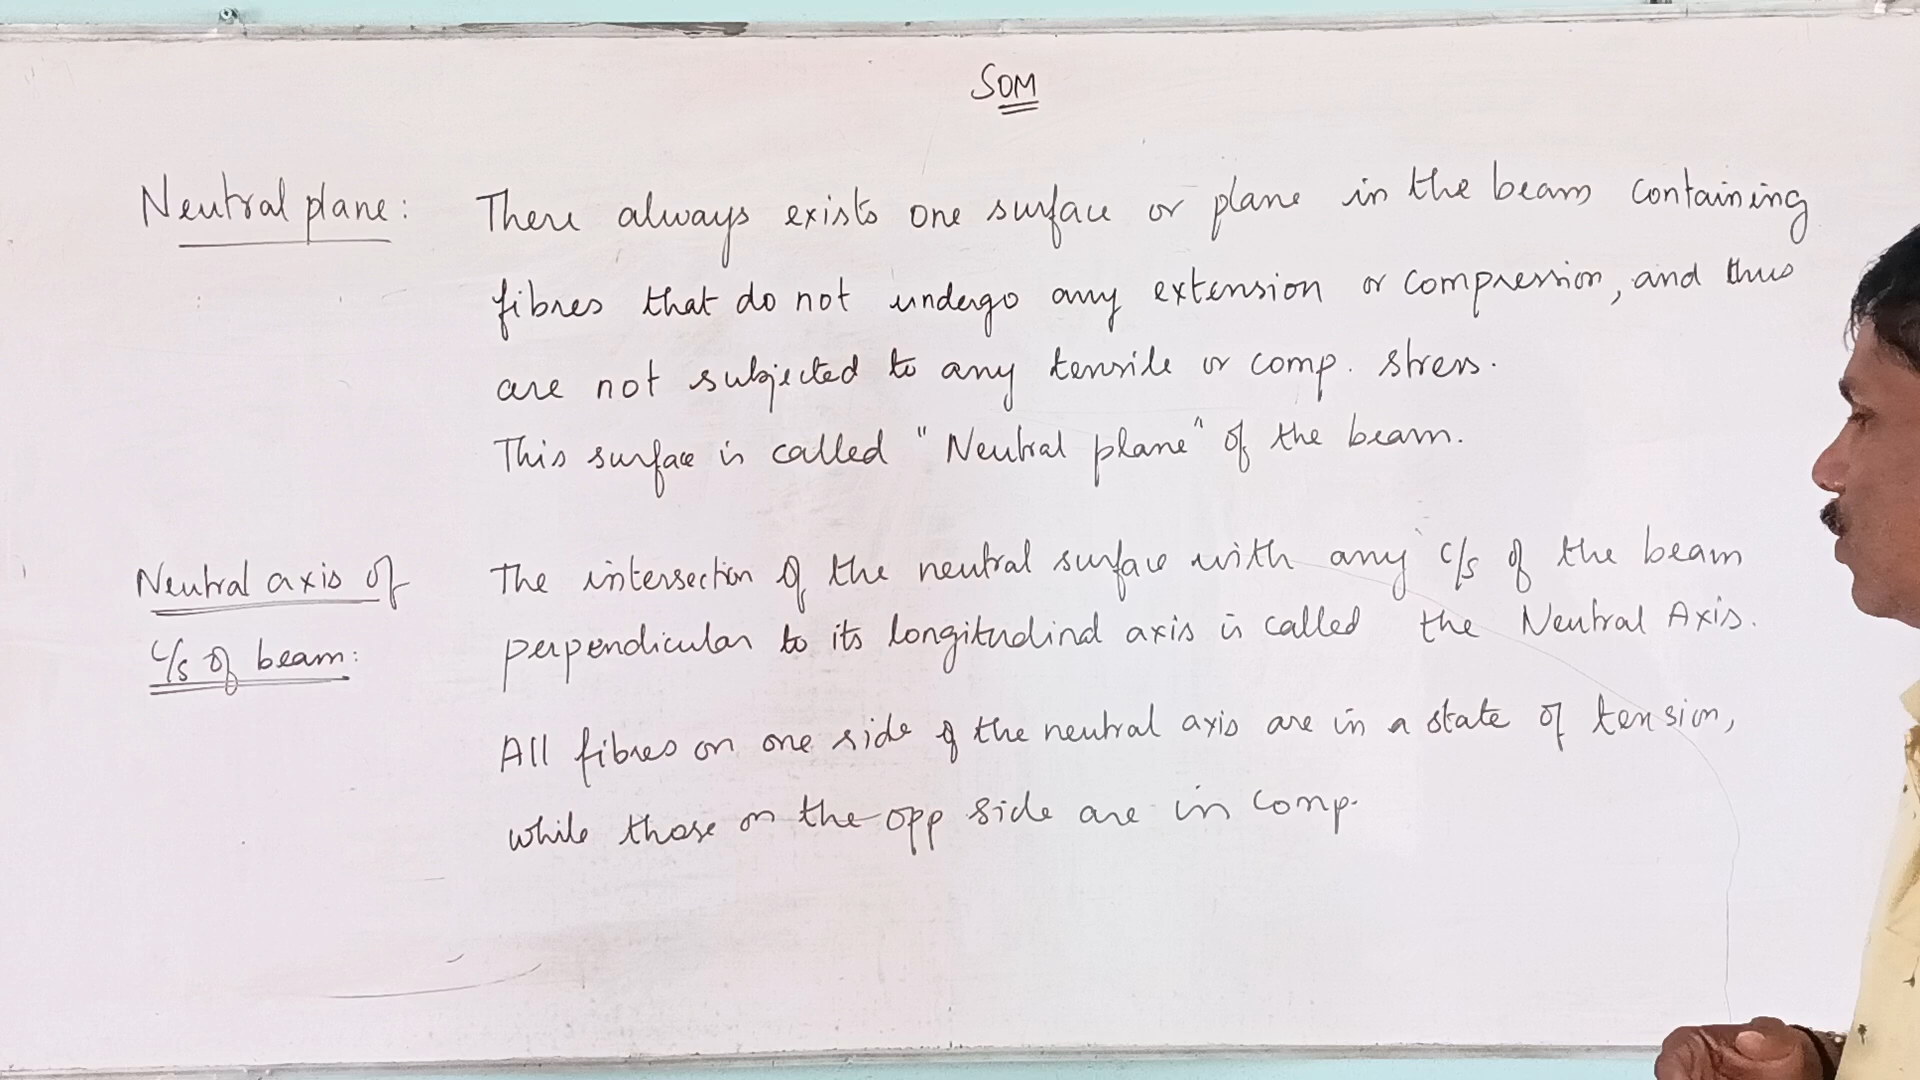 SOM
Neutral plane: There always exists one surface or plane in the beam containing
fibres that do not undergo any extension or compression, and thus
are not subjected to any tensile or comp. stress.
This surface is called "Neutral plane" of the beam.
Neutral axis of The intersection of the neutral surface with any c/s of the beam
c/s of beam: perpendicular to its longitudinal axis is called the Neutral Axis.
All fibres on one side of the neutral axis are in a state of tension,
while those on the opp side are in comp.